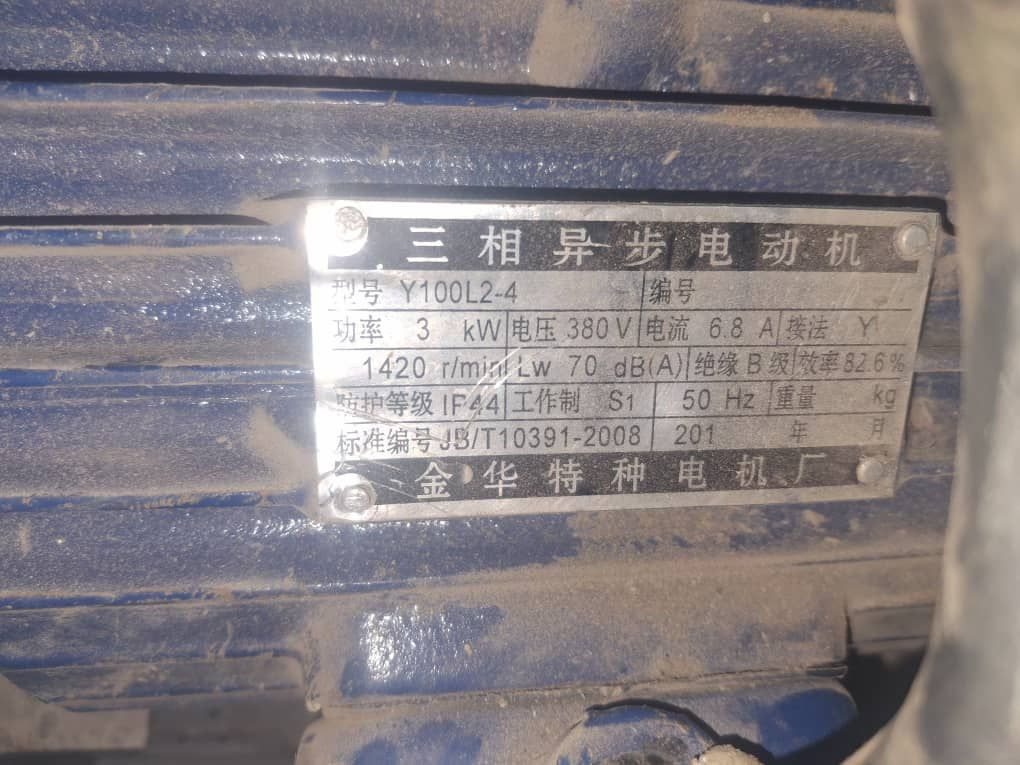 三相异步电动机
型号 Y100L2-4 编号
功率 3 kW 电压 380 V 电流 6.8 A 接法 Y
1420 r/min Lw 70 dB(A) 绝缘 B 级 效率 82.6 %
防护等级 IP44 工作制 S1 50 Hz 重量 kg
标准编号 JB/T10391-2008 201 年 月
金华特种电机厂